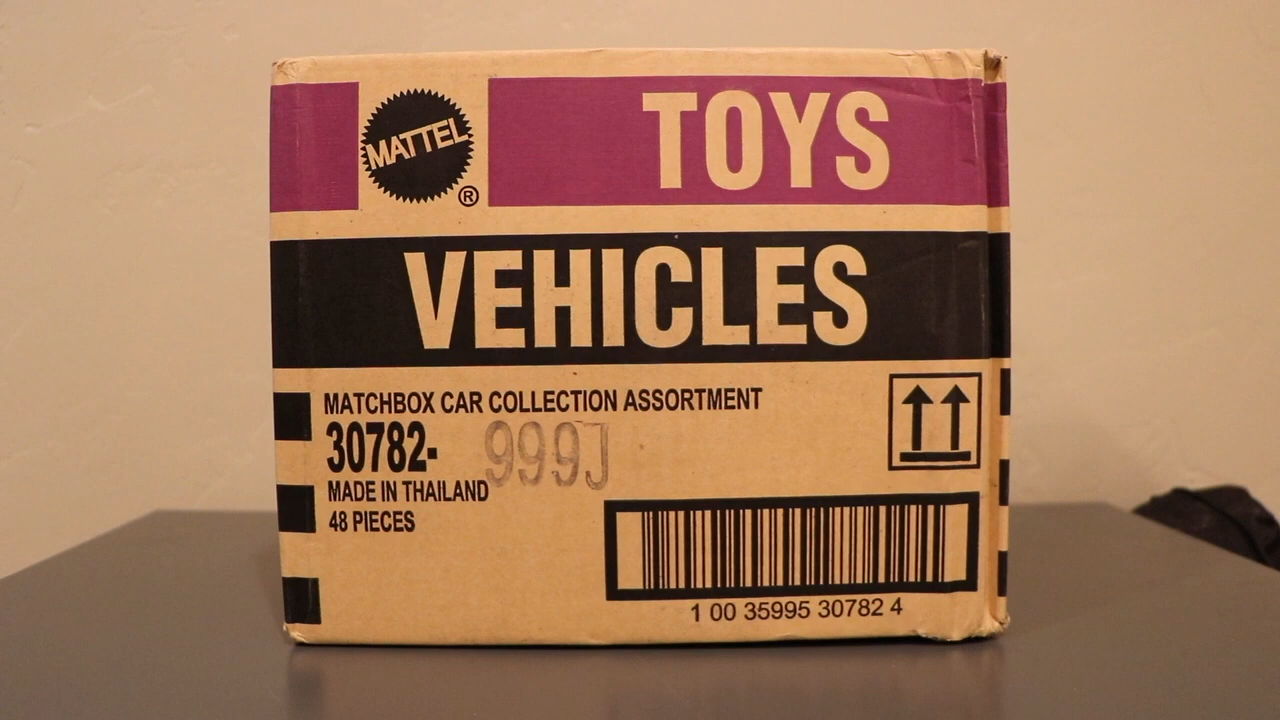 MATTEL ®
TOYS
VEHICLES
MATCHBOX CAR COLLECTION ASSORTMENT
30782- 999J
MADE IN THAILAND
48 PIECES
1 00 35995 30782 4